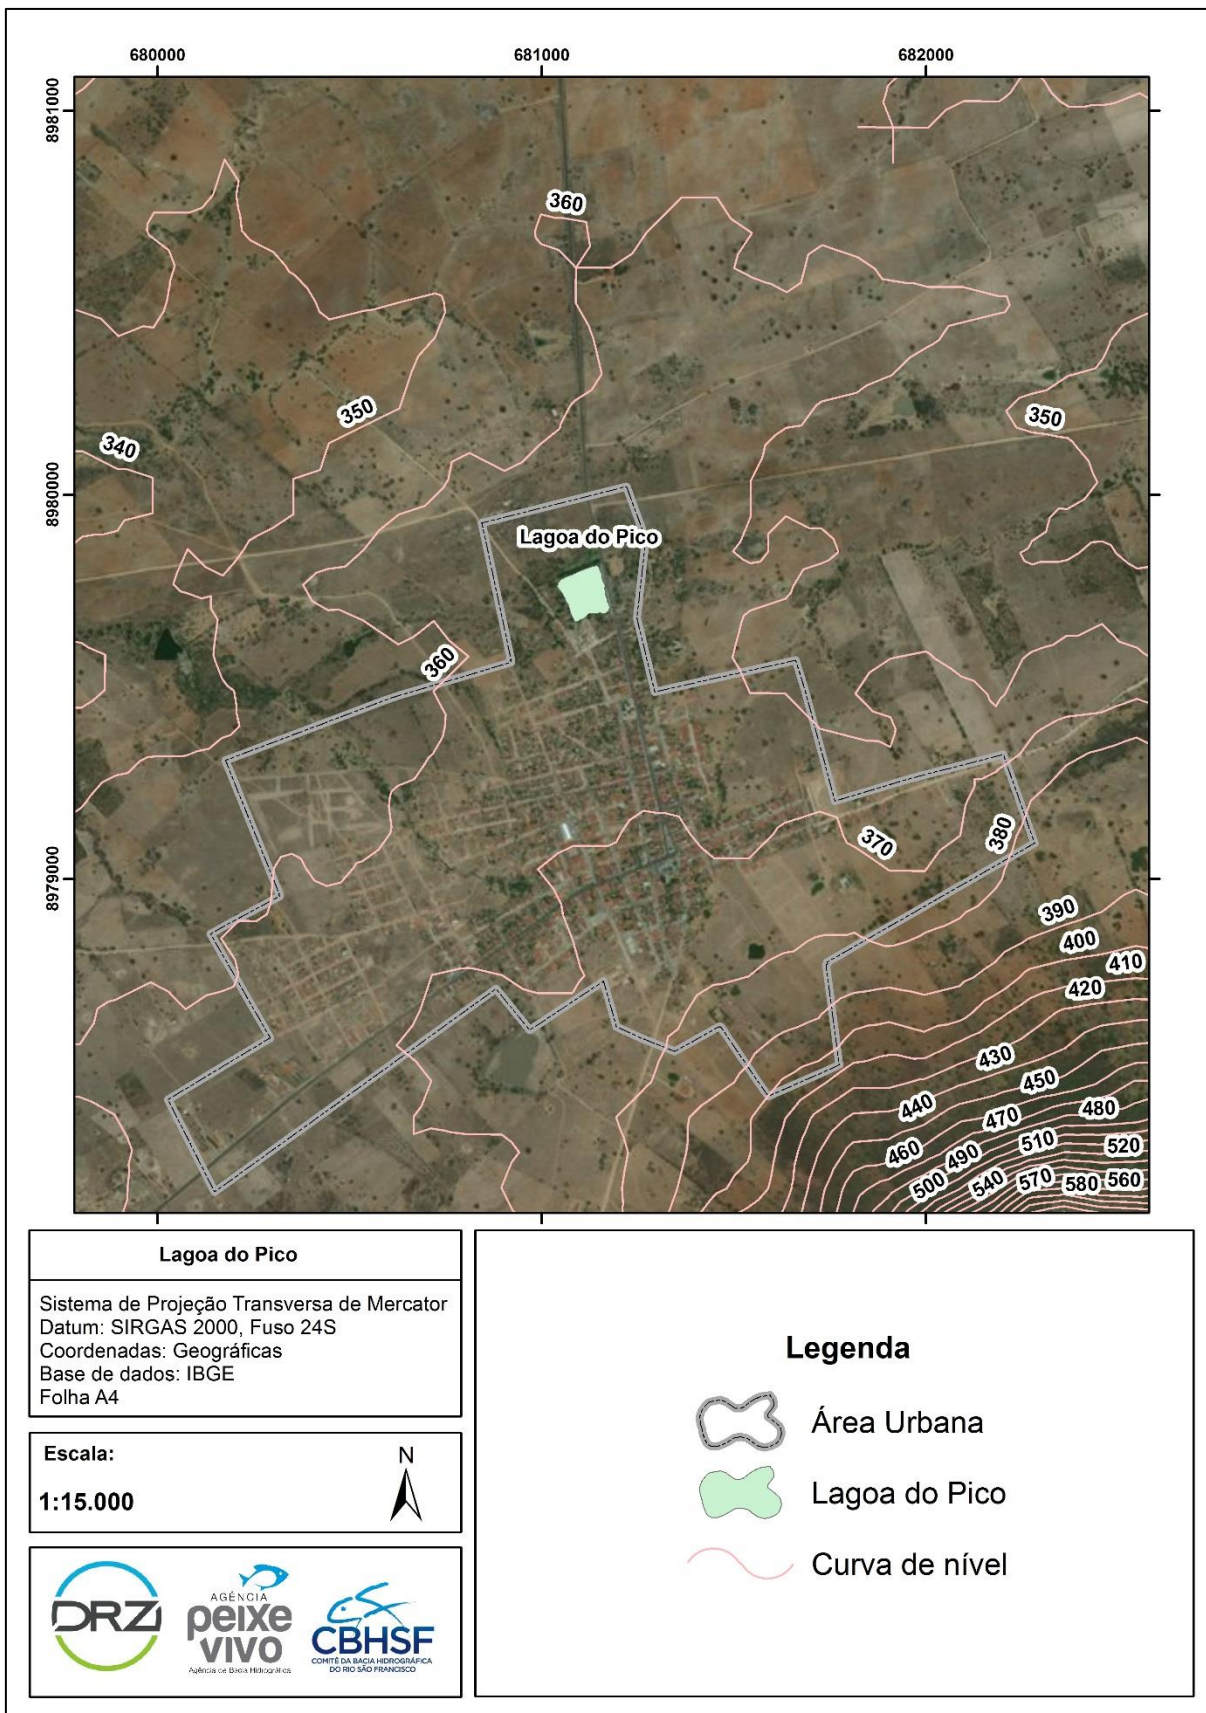 680000
681000
682000
8981000
360
350
350
340
8980000
Lagoa do Pico
360
380
370
8979000
390
400
410
420
430
450
440
480
470
510
520
460
490
500
540
570
580
560
Lagoa do Pico
Sistema de Projeção Transversa de Mercator
Datum: SIRGAS 2000, Fuso 24S
Coordenadas: Geográficas
Base de dados: IBGE
Folha A4
Escala:
N
1:15.000
DRZ
AGÊNCIA
peixe
vivo
Agência de Bacia Hidrográfica
CBHSF
COMITÊ DA BACIA HIDROGRÁFICA
DO RIO SÃO FRANCISCO
Legenda
Área Urbana
Lagoa do Pico
Curva de nível